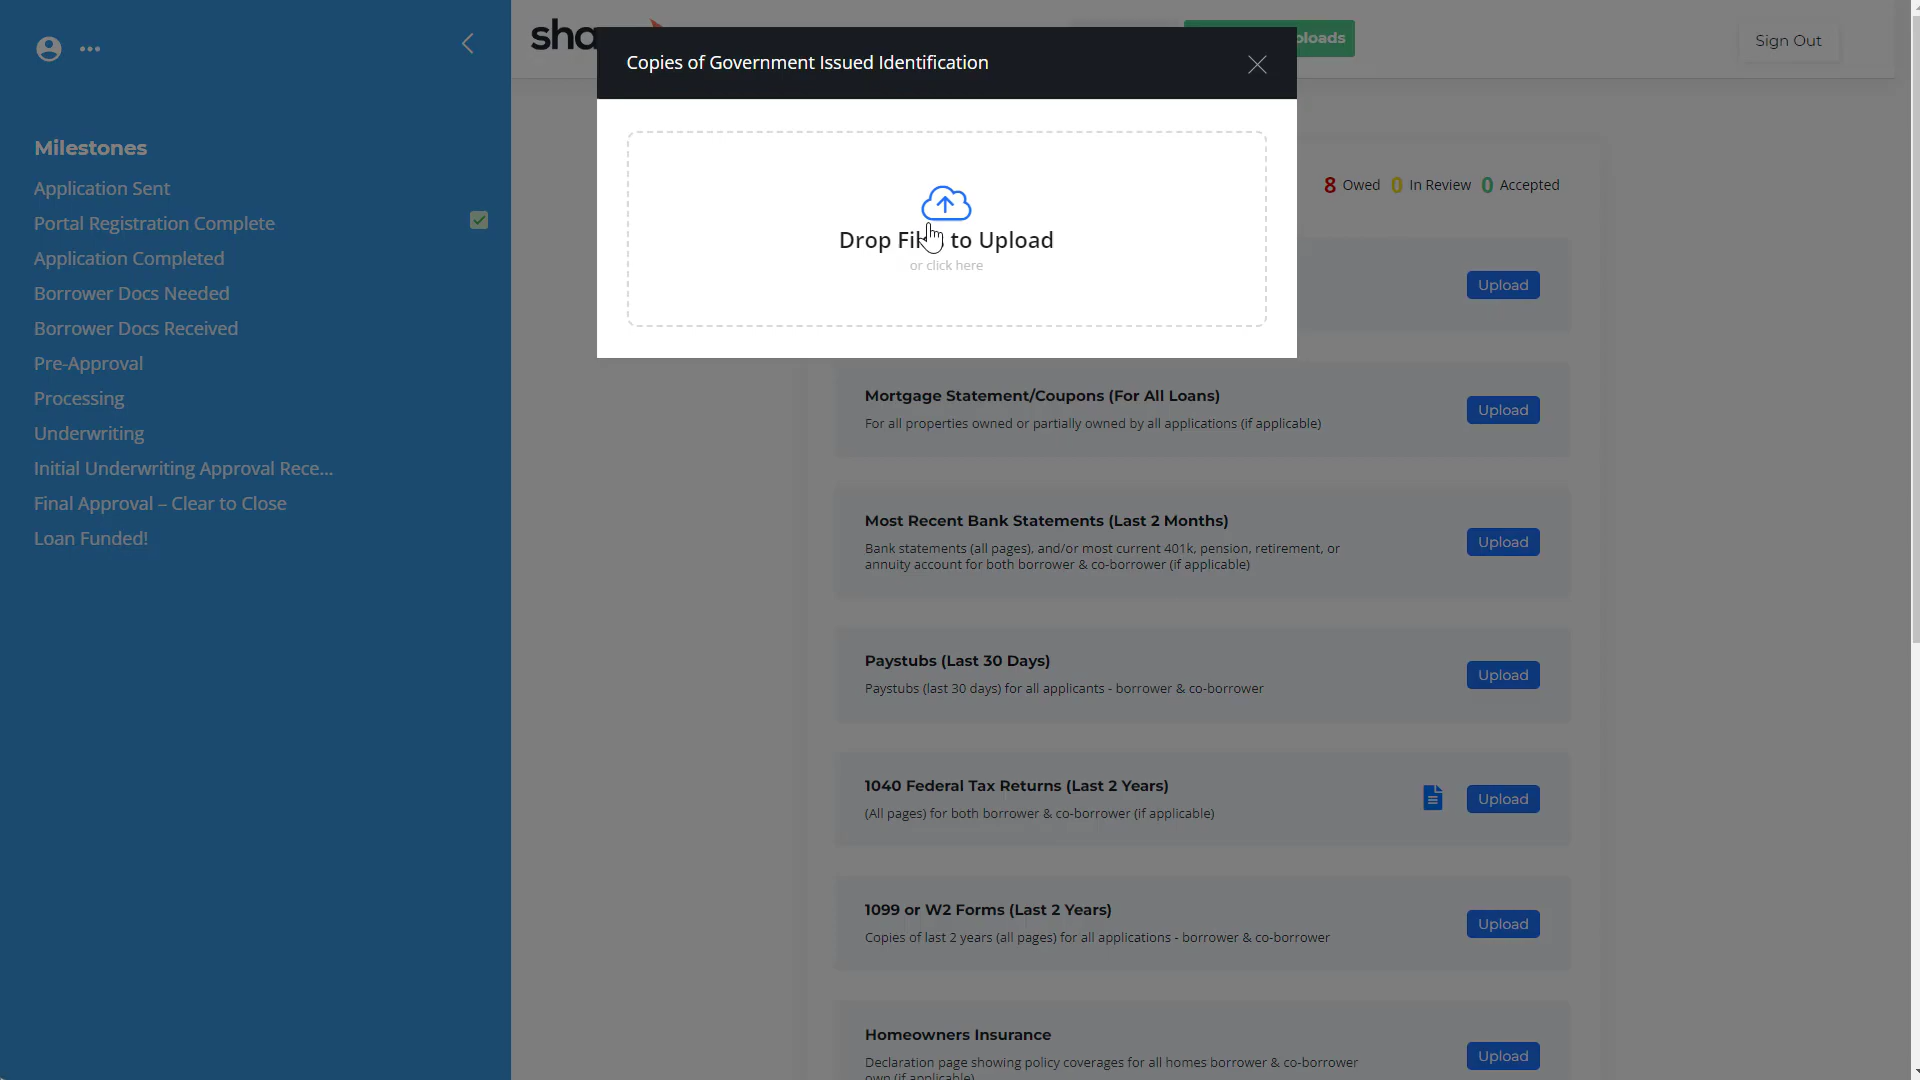 Milestones
Application Sent
Portal Registration Complete
Application Completed
Borrower Docs Needed
Borrower Docs Received
Pre-Approval
Processing
Underwriting
Initial Underwriting Approval Rece...
Final Approval – Clear to Close
Loan Funded!
sha
ploads
Sign Out
Copies of Government Issued Identification
Drop Files to Upload
or click here
8 Owed 0 In Review 0 Accepted
Upload
Mortgage Statement/Coupons (For All Loans)
For all properties owned or partially owned by all applications (if applicable)
Upload
Most Recent Bank Statements (Last 2 Months)
Bank statements (all pages), and/or most current 401k, pension, retirement, or
annuity account for both borrower & co-borrower (if applicable)
Upload
Paystubs (Last 30 Days)
Paystubs (last 30 days) for all applicants - borrower & co-borrower
Upload
1040 Federal Tax Returns (Last 2 Years)
(All pages) for both borrower & co-borrower (if applicable)
Upload
1099 or W2 Forms (Last 2 Years)
Copies of last 2 years (all pages) for all applications - borrower & co-borrower
Upload
Homeowners Insurance
Declaration page showing policy coverages for all homes borrower & co-borrower
own (if applicable)
Upload